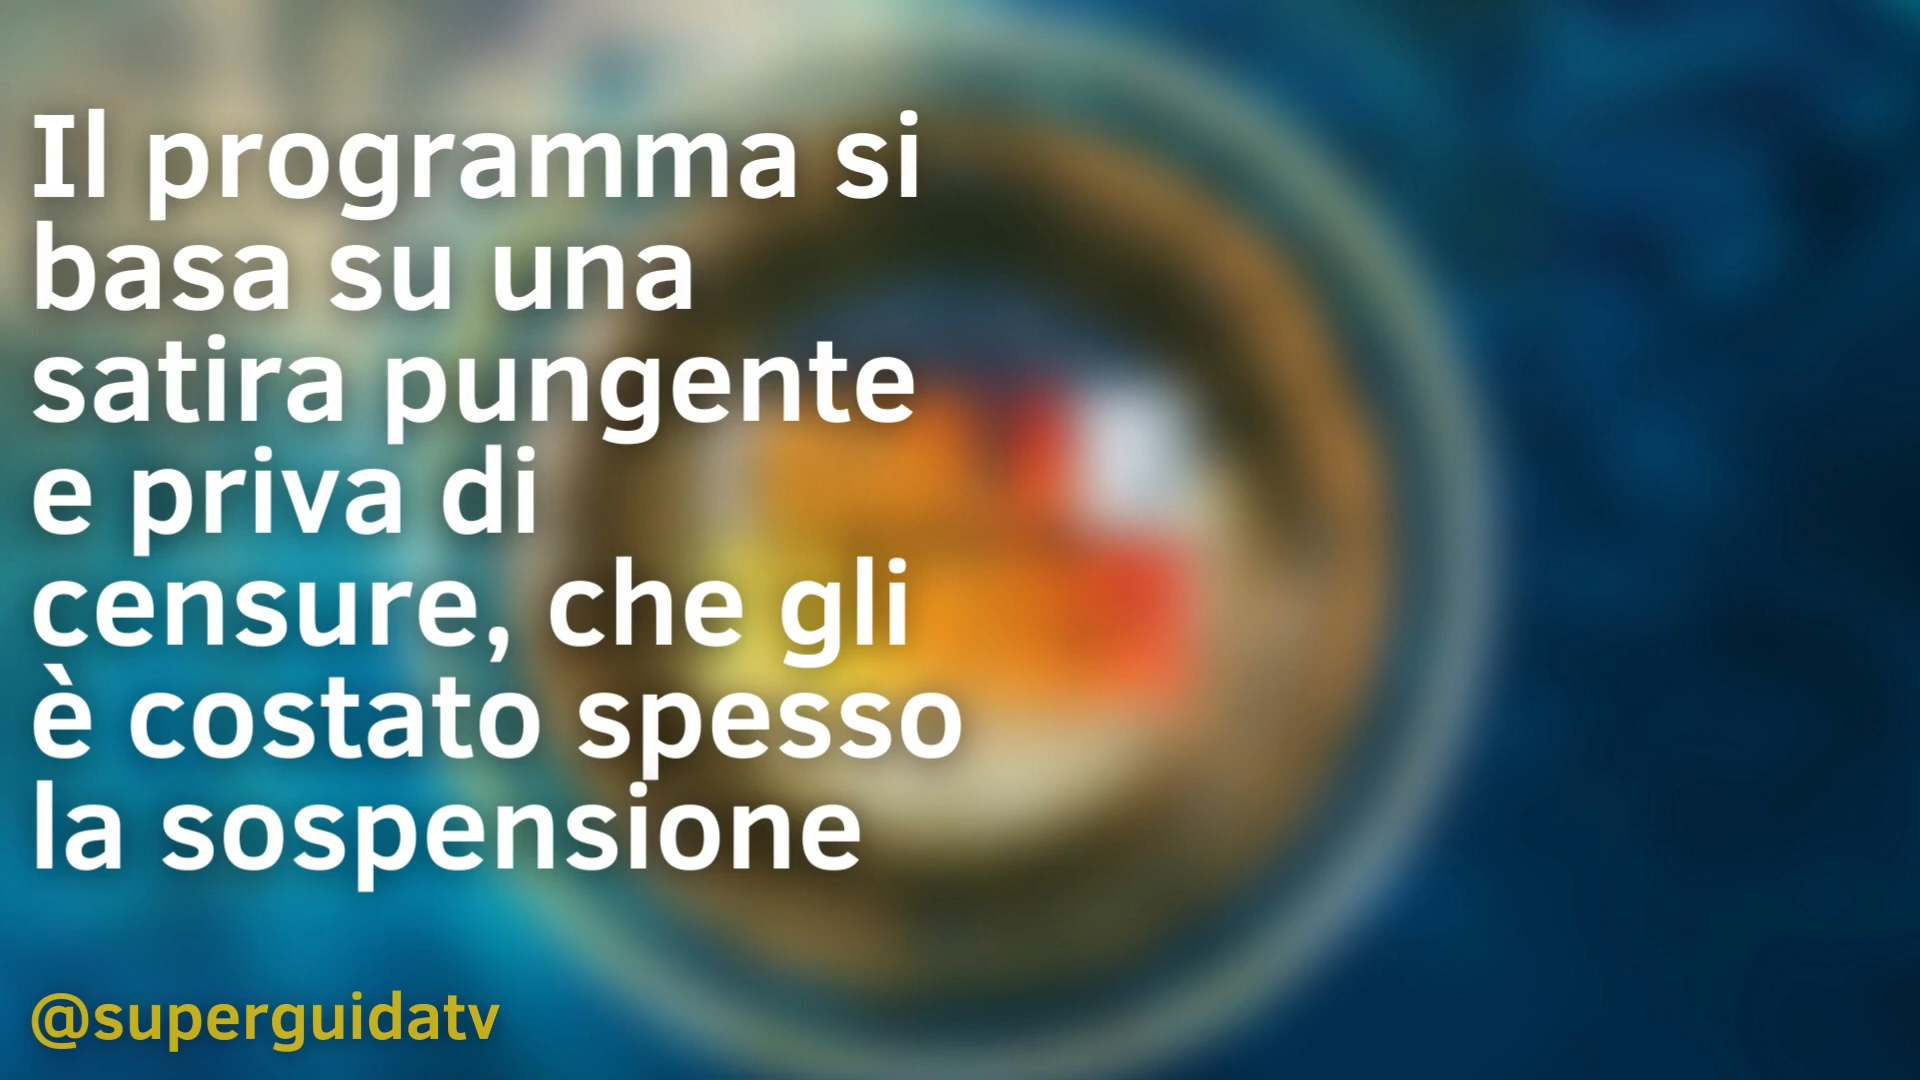 Il programma si
basa su una
satira pungente
e priva di
censure, che gli
è costato spesso
la sospensione
@superguidatv